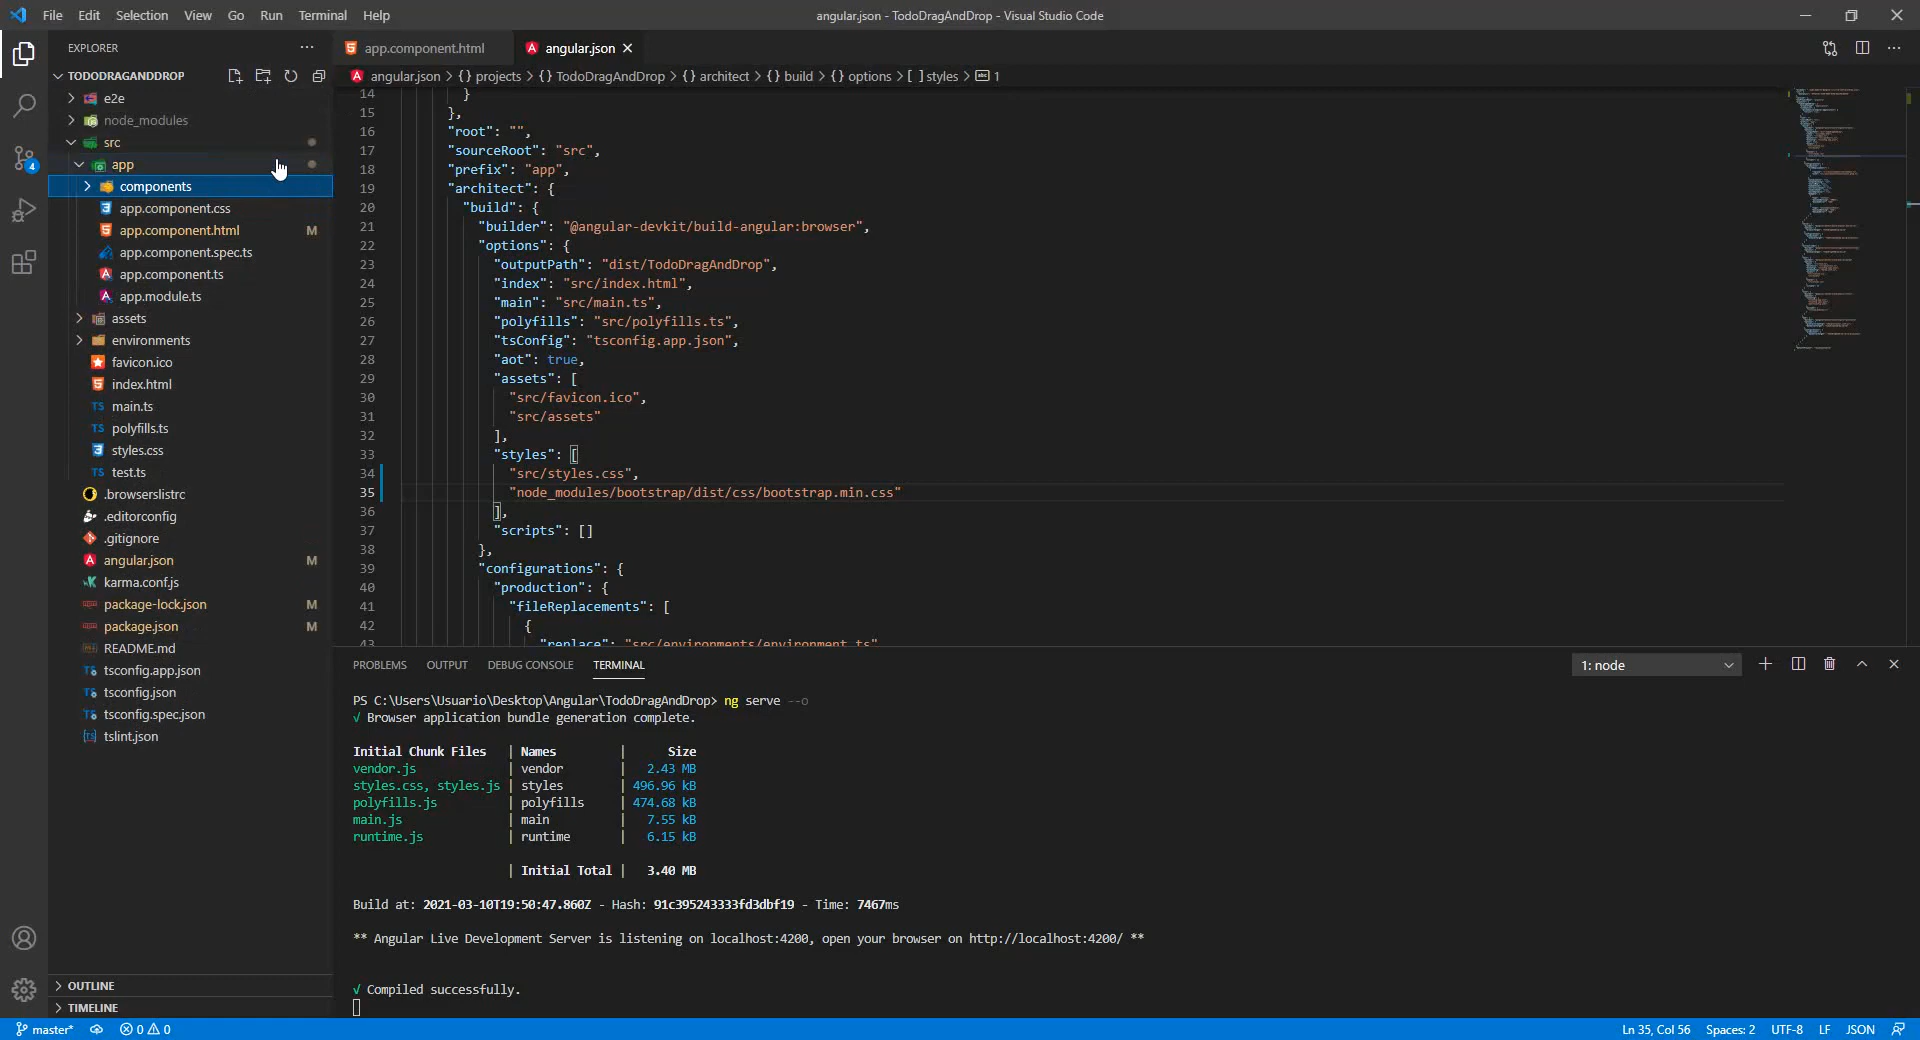 File Edit Selection View Go Run Terminal Help
angular.json - TodoDragAndDrop - Visual Studio Code
EXPLORER
TODODRAGANDDROP
e2e
node_modules
src
app
components
app.component.css
app.component.html M
app.component.spec.ts
app.component.ts
app.module.ts
assets
environments
favicon.ico
index.html
TS main.ts
TS polyfills.ts
styles.css
TS test.ts
.browserslistrc
.editorconfig
.gitignore
angular.json M
karma.conf.js
package-lock.json M
package.json M
README.md
tsconfig.app.json
tsconfig.json
tsconfig.spec.json
tslint.json
OUTLINE
TIMELINE
4
app.component.html
angular.json
angular.json > {} projects > {} TodoDragAndDrop > {} architect > {} build > {} options > [ ] styles > 1
14 }
15 },
16 "root": "",
17 "sourceRoot": "src",
18 "prefix": "app",
19 "architect": {
20 "build": {
21 "builder": "@angular-devkit/build-angular:browser",
22 "options": {
23 "outputPath": "dist/TodoDragAndDrop",
24 "index": "src/index.html",
25 "main": "src/main.ts",
26 "polyfills": "src/polyfills.ts",
27 "tsConfig": "tsconfig.app.json",
28 "aot": true,
29 "assets": [
30 "src/favicon.ico",
31 "src/assets"
32 ],
33 "styles": [
34 "src/styles.css",
35 "node_modules/bootstrap/dist/css/bootstrap.min.css"
36 ],
37 "scripts": []
38 },
39 "configurations": {
40 "production": {
41 "fileReplacements": [
42 {
43 "replace": "src/environments/environment.ts"
PROBLEMS OUTPUT DEBUG CONSOLE TERMINAL
1: node
PS C:\Users\Usuario\Desktop\Angular\TodoDragAndDrop> ng serve --o
√ Browser application bundle generation complete.
Initial Chunk Files | Names | Size
vendor.js | vendor | 2.43 MB
styles.css, styles.js | styles | 496.96 kB
polyfills.js | polyfills | 474.68 kB
main.js | main | 7.55 kB
runtime.js | runtime | 6.15 kB
| Initial Total | 3.40 MB
Build at: 2021-03-10T19:50:47.860Z - Hash: 91c395243333fd3dbf19 - Time: 7467ms
** Angular Live Development Server is listening on localhost:4200, open your browser on http://localhost:4200/ **
√ Compiled successfully.
master* 0 0
Ln 35, Col 56 Spaces: 2 UTF-8 LF JSON